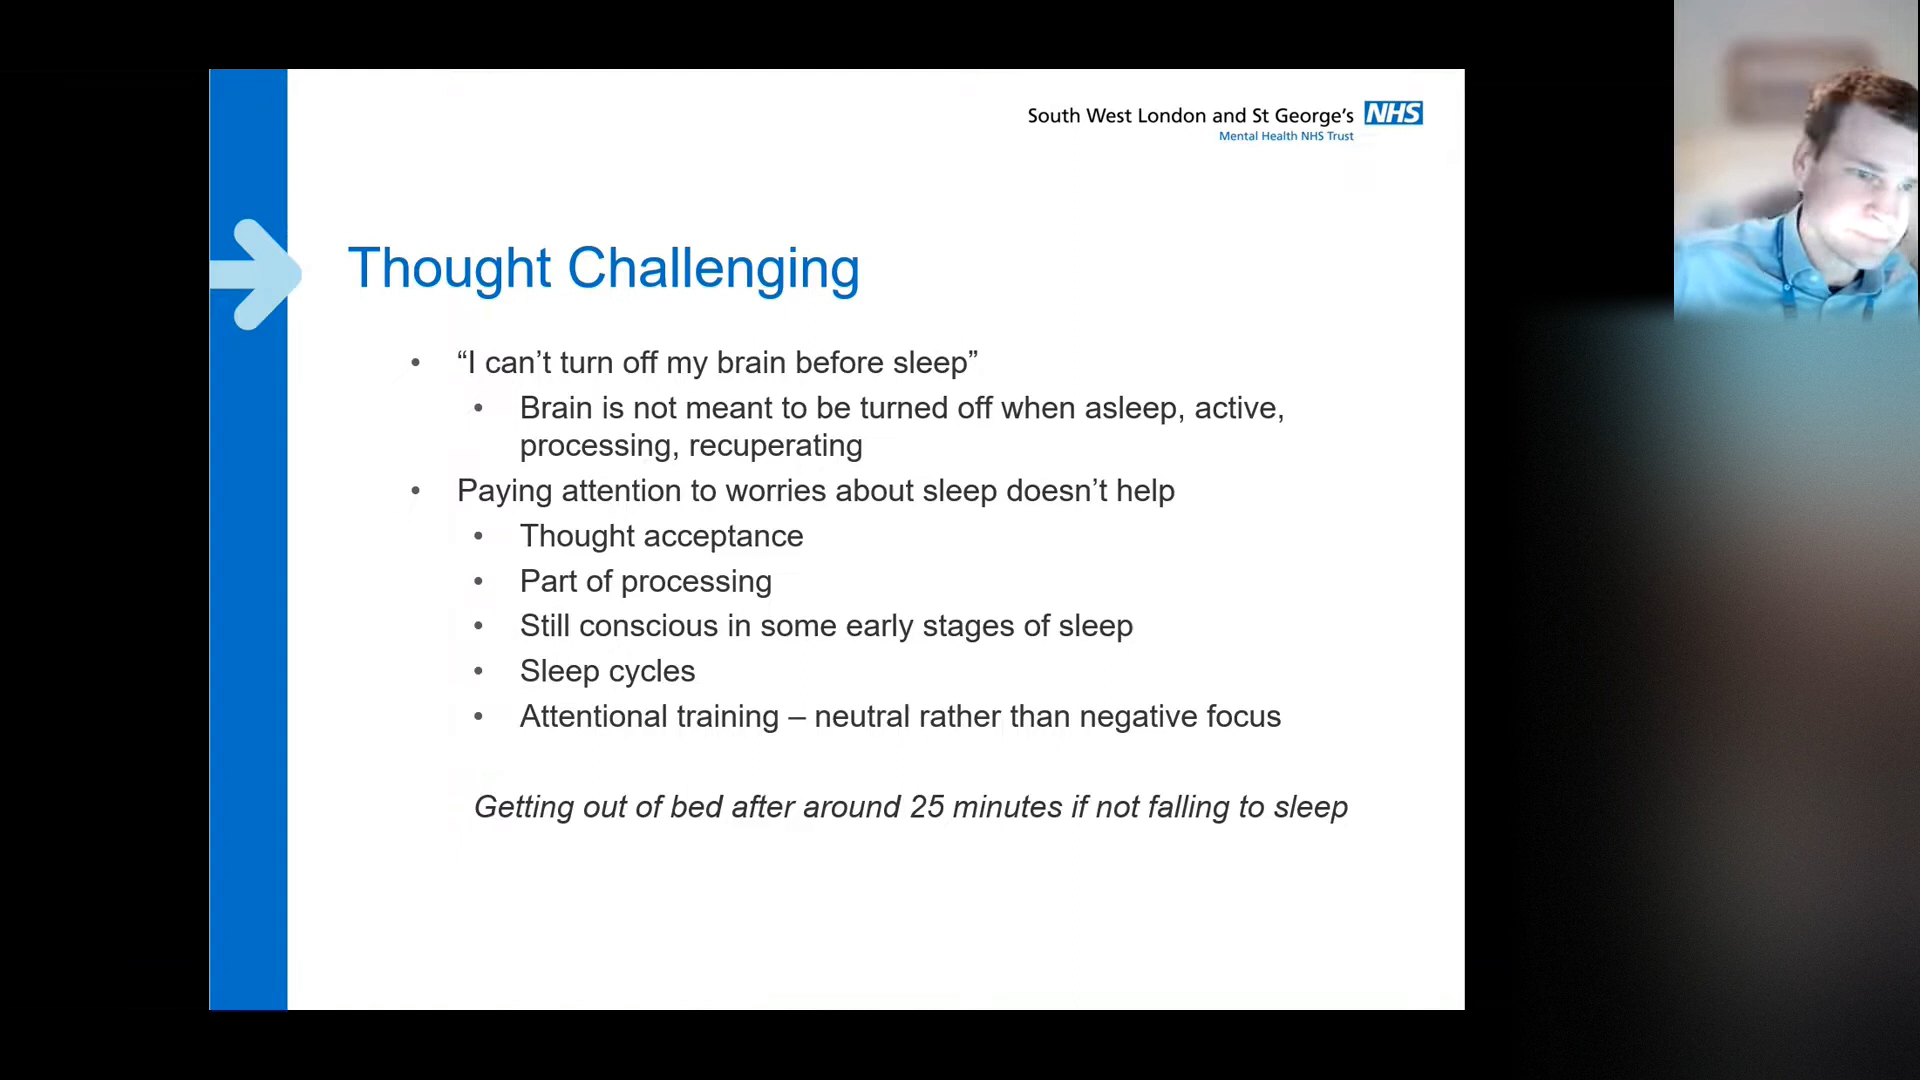 South West London and St George's NHS
Mental Health NHS Trust
Thought Challenging
• “I can’t turn off my brain before sleep”
• Brain is not meant to be turned off when asleep, active,
processing, recuperating
• Paying attention to worries about sleep doesn’t help
• Thought acceptance
• Part of processing
• Still conscious in some early stages of sleep
• Sleep cycles
• Attentional training – neutral rather than negative focus
Getting out of bed after around 25 minutes if not falling to sleep